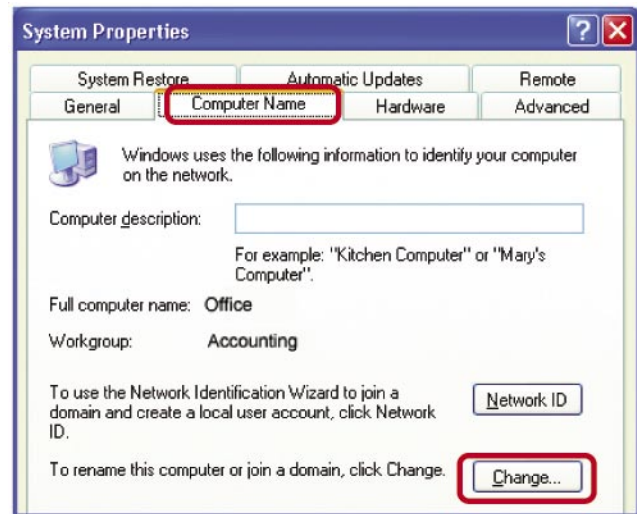 System Properties
System Restore Automatic Updates Remote
General Computer Name Hardware Advanced
Windows uses the following information to identify your computer
on the network.
Computer description:
For example: "Kitchen Computer" or "Mary's
Computer".
Full computer name: Office
Workgroup: Accounting
To use the Network Identification Wizard to join a
domain and create a local user account, click Network
ID.
Network ID
To rename this computer or join a domain, click Change.
Change...